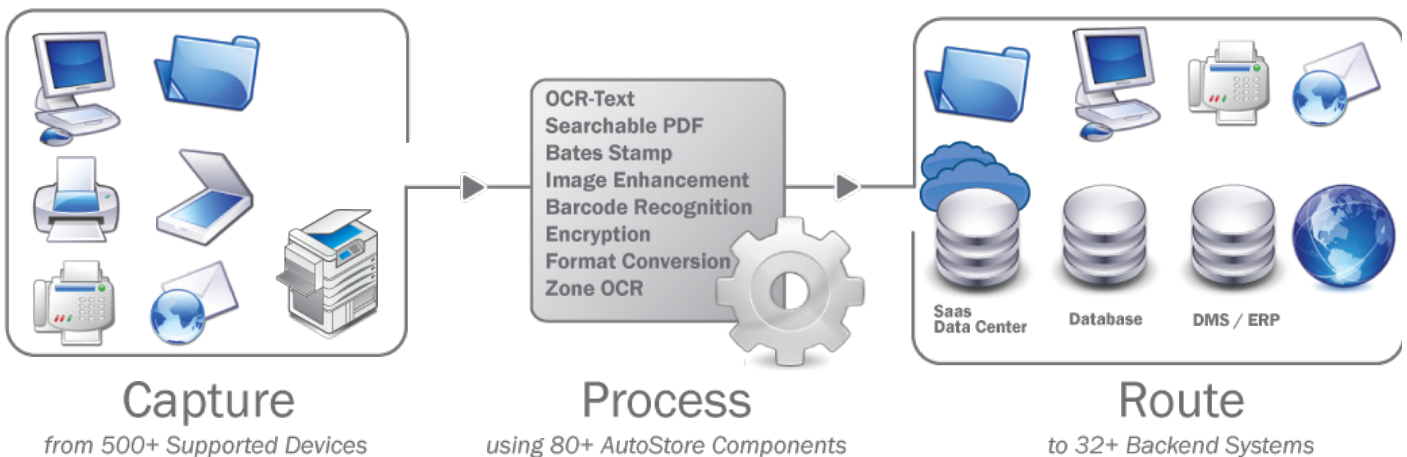 OCR-Text
Searchable PDF
Bates Stamp
Image Enhancement
Barcode Recognition
Encryption
Format Conversion
Zone OCR
Saas
Data Center
Database
DMS / ERP
Capture
from 500+ Supported Devices
Process
using 80+ AutoStore Components
Route
to 32+ Backend Systems